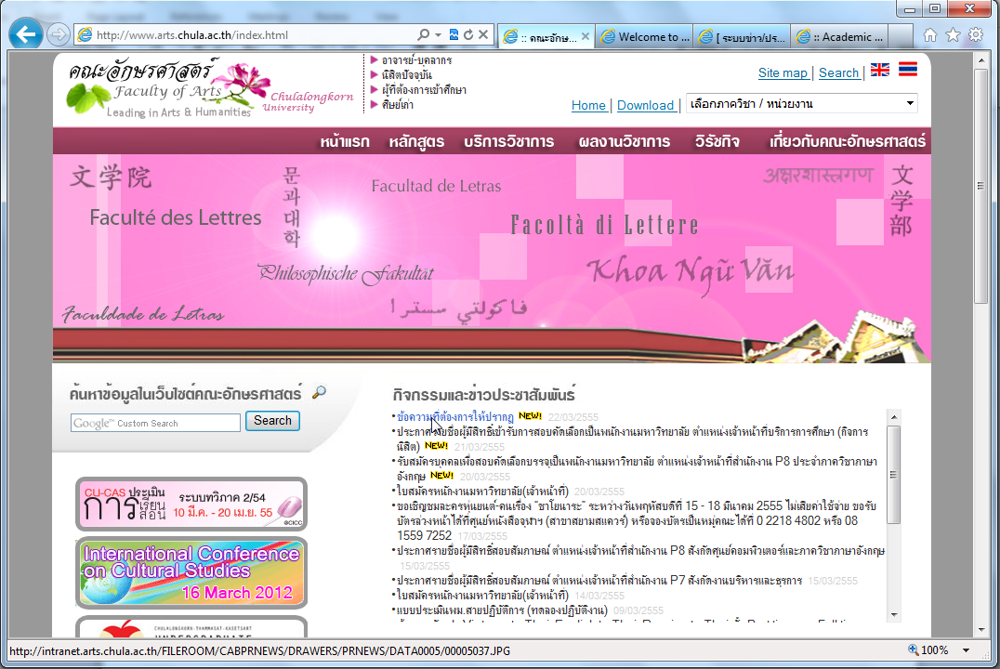 http://www.arts.chula.ac.th/index.html
:: คณะอักษ...
Welcome to ...
[ ระบบข่าว/ปร...
:: Academic ...
คณะอักษรศาสตร์
Faculty of Arts
Chulalongkorn
University
Leading in Arts & Humanities
อาจารย์-บุคลากร
นิสิตปัจจุบัน
ผู้ที่ต้องการเข้าศึกษา
ศิษย์เก่า
Site map | Search |
Home | Download | เลือกภาควิชา / หน่วยงาน
หน้าแรก หลักสูตร บริการวิชาการ ผลงานวิชาการ วิรัชกิจ เกี่ยวกับคณะอักษรศาสตร์
文学院
문과대학
Facultad de Letras
अक्षरशास्त्रगण
文学部
Faculté des Lettres
Facoltà di Lettere
Philosophische Fakultät
Khoa Ngữ Văn
فاكولتي مسترا
Faculdade de Letras
ค้นหาข้อมูลในเว็บไซต์คณะอักษรศาสตร์
Google™ Custom Search
Search
CU-CAS ประเมิน
การเรียนสอน
ระบบทวิภาค 2/54
10 มี.ค. - 20 เม.ย. 55
©CICC
International Conference
on Cultural Studies
16 March 2012
CHULALONGKORN-THAMMASAT-KASETSART
UNDERGRADUATE
กิจกรรมและข่าวประชาสัมพันธ์
•ข้อความที่ต้องการให้ปรากฏ NEW! 22/03/2555
•ประกาศรายชื่อผู้มีสิทธิ์เข้ารับการสอบคัดเลือกเป็นพนักงานมหาวิทยาลัย ตำแหน่งเจ้าหน้าที่บริการการศึกษา (กิจการ
นิสิต) NEW! 21/03/2555
•รับสมัครบุคคลเพื่อสอบคัดเลือกบรรจุเป็นพนักงานมหาวิทยาลัย ตำแหน่งเจ้าหน้าที่สำนักงาน P8 ประจำภาควิชาภาษา
อังกฤษ NEW! 20/03/2555
•ใบสมัครพนักงานมหาวิทยาลัย(เจ้าหน้าที่) 20/03/2555
•ขอเชิญชมละครหุ่นยนต์-คนเรื่อง "ซาโยนาระ" ระหว่างวันพฤหัสบดีที่ 15 - 18 มีนาคม 2555 ไม่เสียค่าใช้จ่าย ขอรับ
บัตรล่วงหน้าได้ที่ศูนย์หนังสือจุฬาฯ (สาขาสยามสแควร์) หรือจองบัตรเป็นหมู่คณะได้ที่ 0 2218 4802 หรือ 08
1559 7252 17/03/2555
•ประกาศรายชื่อผู้มีสิทธิ์สอบสัมภาษณ์ ตำแหน่งเจ้าหน้าที่สำนักงาน P8 สังกัดศูนย์คอมพิวเตอร์และภาควิชาภาษาอังกฤษ
15/03/2555
•ประกาศรายชื่อผู้มีสิทธิ์สอบสัมภาษณ์ ตำแหน่งเจ้าหน้าที่สำนักงาน P7 สังกัดงานบริหารและธุรการ 15/03/2555
•ใบสมัครพนักงานมหาวิทยาลัย(เจ้าหน้าที่) 14/03/2555
•แบบประเมินพม.สายปฏิบัติการ (ทดลองปฏิบัติงาน) 09/03/2555
http://intranet.arts.chula.ac.th/FILEROOM/CABPRNEWS/DRAWERS/PRNEWS/DATA0005/00005037.JPG
100%